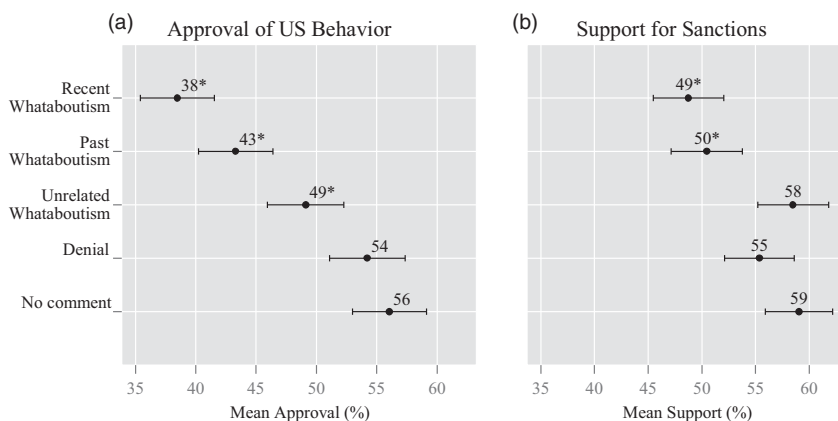 (a) Approval of US Behavior
(b) Support for Sanctions
Recent
Whataboutism
Past
Whataboutism
Unrelated
Whataboutism
Denial
No comment
38*
43*
49*
54
56
49*
50*
58
55
59
35 40 45 50 55 60
Mean Approval (%)
35 40 45 50 55 60
Mean Support (%)